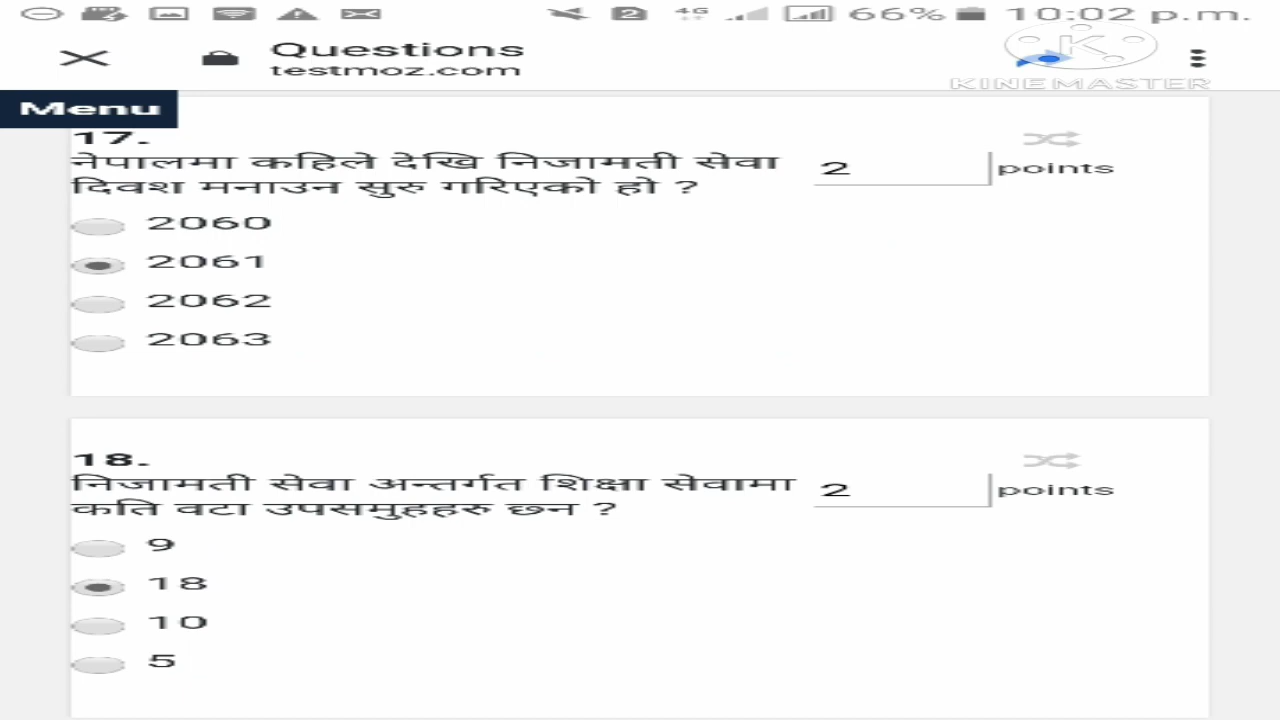 2 4G 66% 10:02 p.m.
Questions
testmoz.com
K
KINEMASTER
Menu
17.
नेपालमा कहिले देखि निजामती सेवा
दिवश मनाउन सुरु गरिएको हो ?
2 points
2060
2061
2062
2063
18.
निजामती सेवा अन्तर्गत शिक्षा सेवामा
कति वटा उपसमुहहरु छन ?
2 points
9
18
10
5